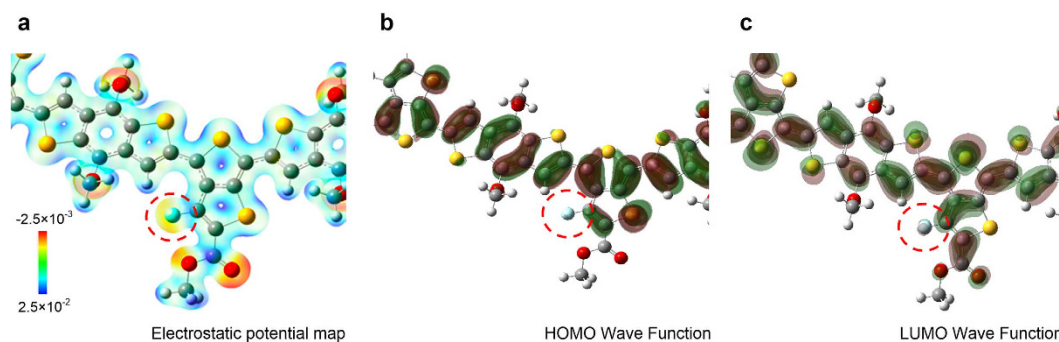 a
b
c
-2.5×10⁻³
2.5×10⁻²
Electrostatic potential map
HOMO Wave Function
LUMO Wave Function